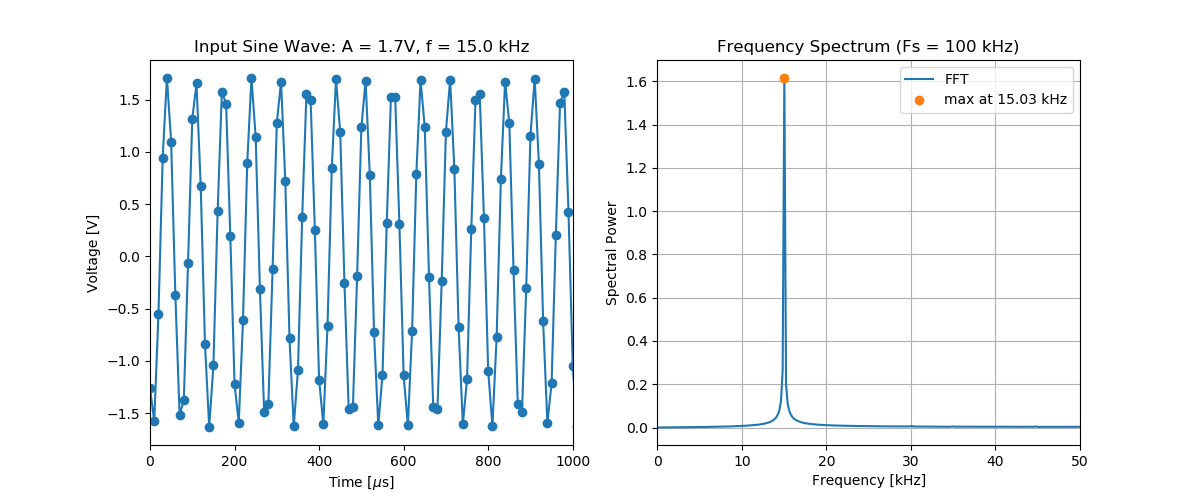 Input Sine Wave: A = 1.7V, f = 15.0 kHz
Voltage [V]
1.5
1.0
0.5
0.0
−0.5
−1.0
−1.5
0 200 400 600 800 1000
Time [μs]
Frequency Spectrum (Fs = 100 kHz)
FFT
max at 15.03 kHz
Spectral Power
1.6
1.4
1.2
1.0
0.8
0.6
0.4
0.2
0.0
0 10 20 30 40 50
Frequency [kHz]